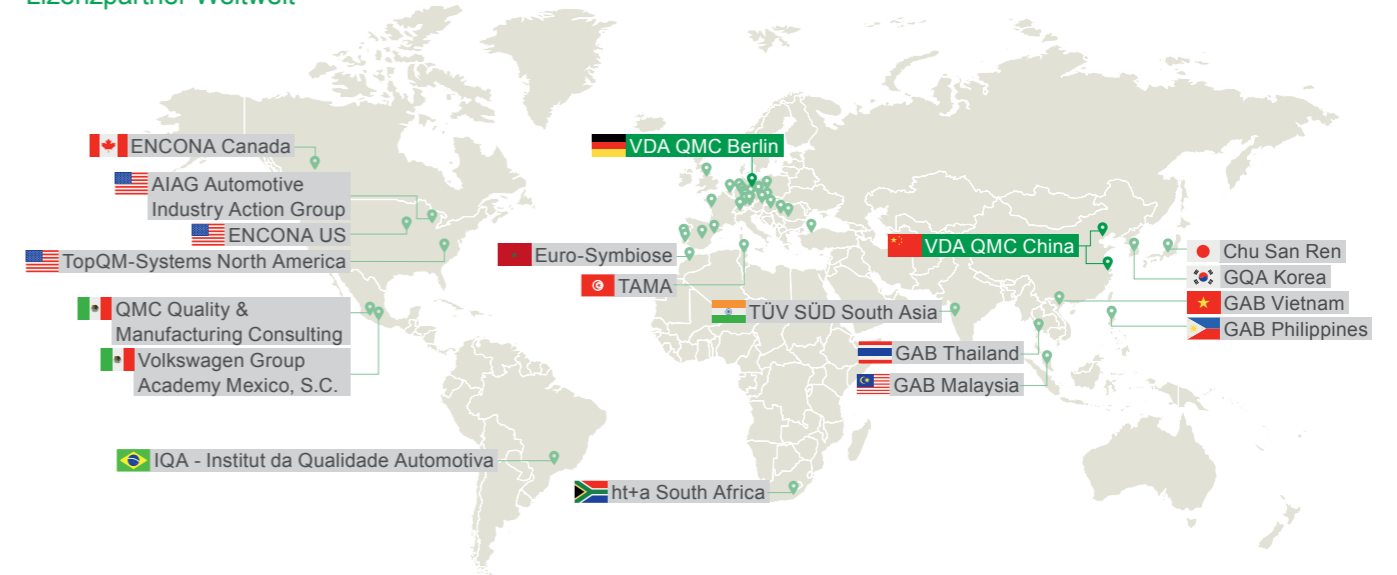 Lizenzpartner Weltweit
ENCONA Canada
AIAG Automotive
Industry Action Group
ENCONA US
TopQM-Systems North America
QMC Quality &
Manufacturing Consulting
Volkswagen Group
Academy Mexico, S.C.
IQA - Institut da Qualidade Automotiva
VDA QMC Berlin
Euro-Symbiose
TAMA
TÜV SÜD South Asia
ht+a South Africa
VDA QMC China
GAB Thailand
GAB Malaysia
Chu San Ren
GQA Korea
GAB Vietnam
GAB Philippines